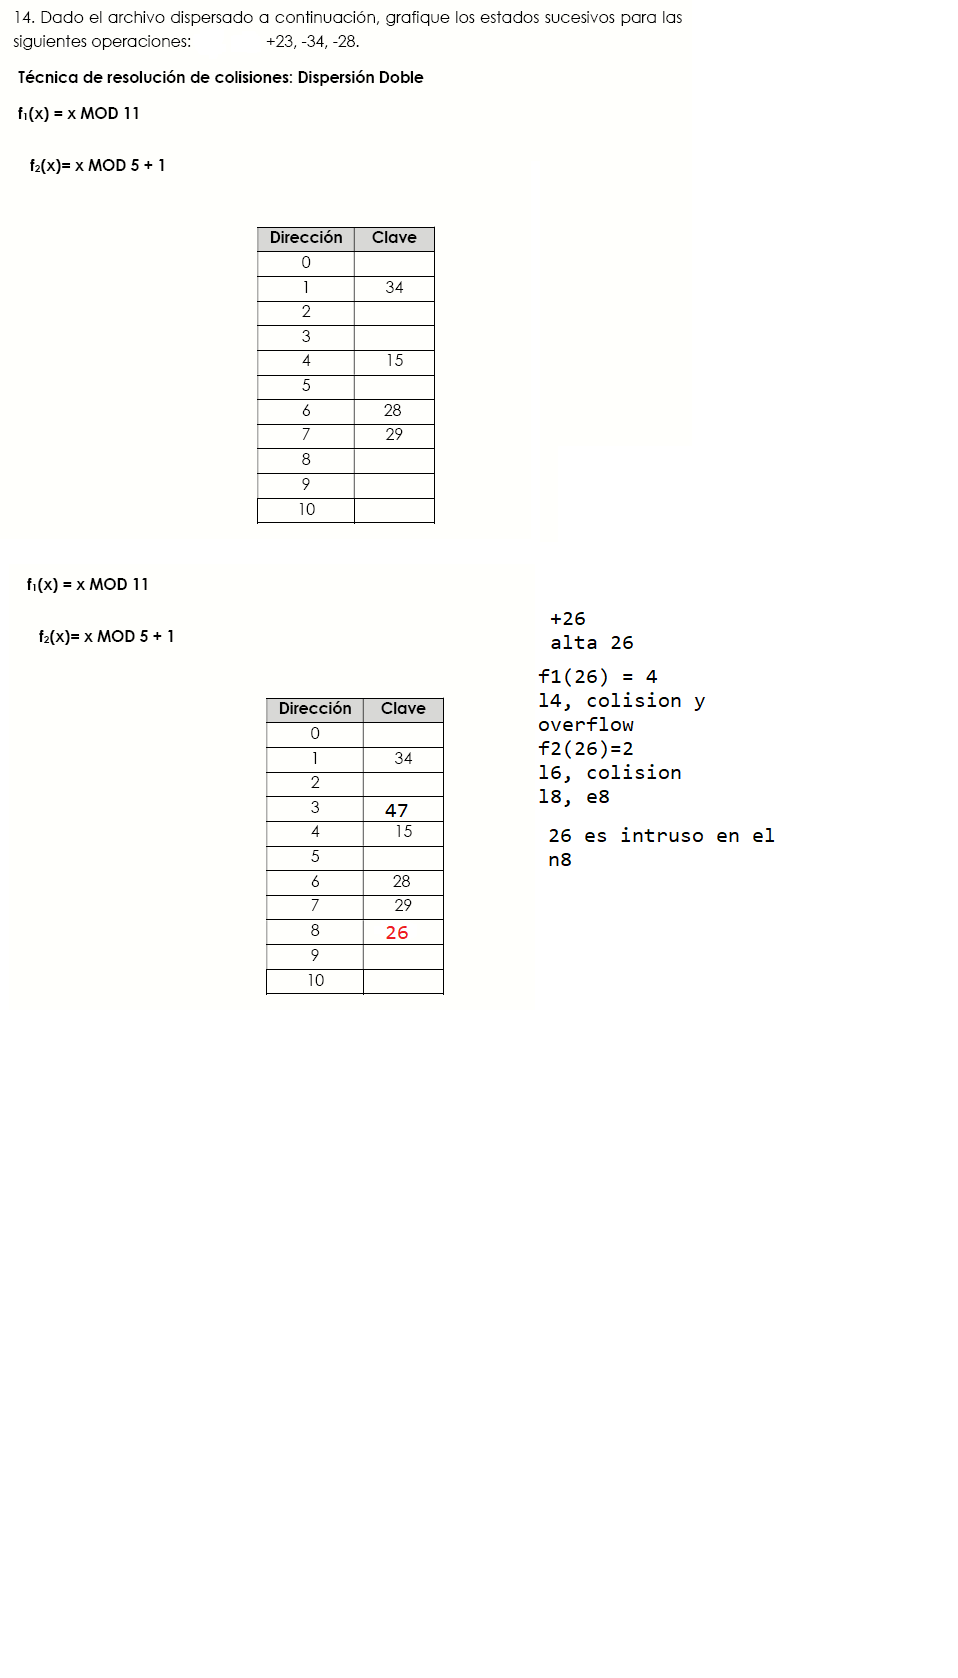 14. Dado el archivo dispersado a continuación, grafique los estados sucesivos para las
siguientes operaciones: +23, -34, -28.
Técnica de resolución de colisiones: Dispersión Doble
f₁(x) = x MOD 11
f₂(x)= x MOD 5 + 1
Dirección Clave
0
1 34
2
3
4 15
5
6 28
7 29
8
9
10
f₁(x) = x MOD 11
f₂(x)= x MOD 5 + 1
Dirección Clave
0
1 34
2
3 47
4 15
5
6 28
7 29
8 26
9
10
+26
alta 26
f1(26) = 4
l4, colision y
overflow
f2(26)=2
l6, colision
l8, e8
26 es intruso en el
n8